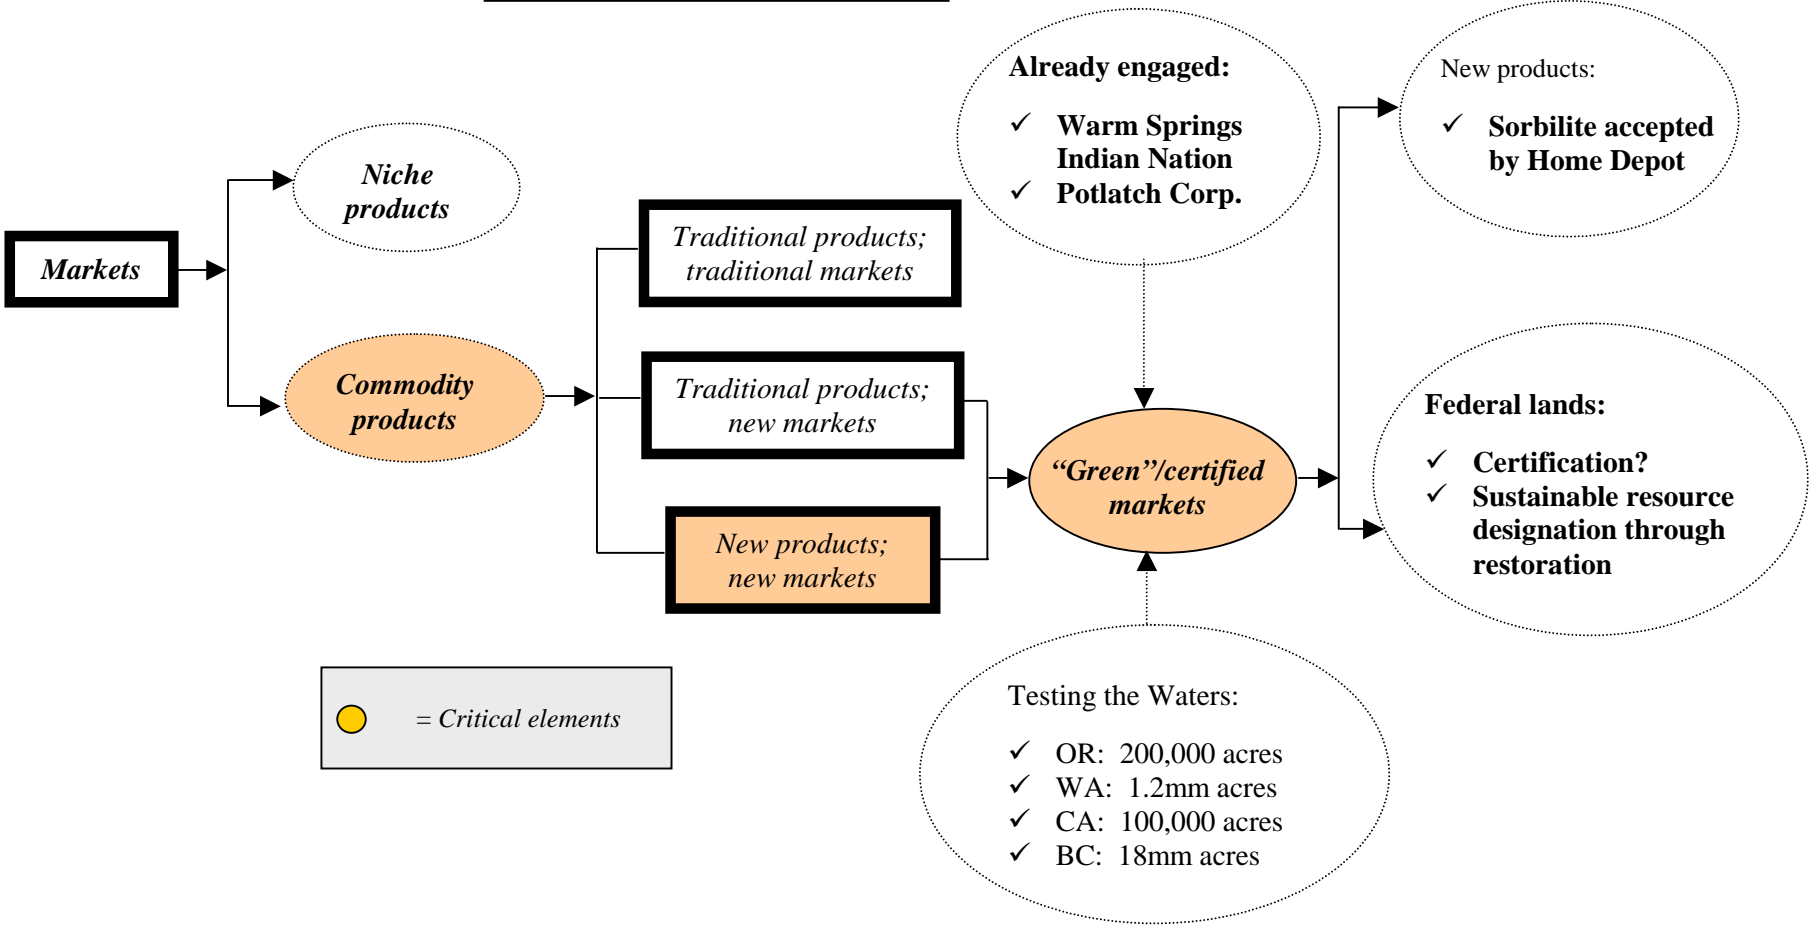 Markets
Niche
products
Commodity
products
Traditional products;
traditional markets
Traditional products;
new markets
New products;
new markets
Already engaged:
✓ Warm Springs
Indian Nation
✓ Potlatch Corp.
“Green”/certified
markets
Testing the Waters:
✓ OR: 200,000 acres
✓ WA: 1.2mm acres
✓ CA: 100,000 acres
✓ BC: 18mm acres
New products:
✓ Sorbilite accepted
by Home Depot
Federal lands:
✓ Certification?
✓ Sustainable resource
designation through
restoration
= Critical elements